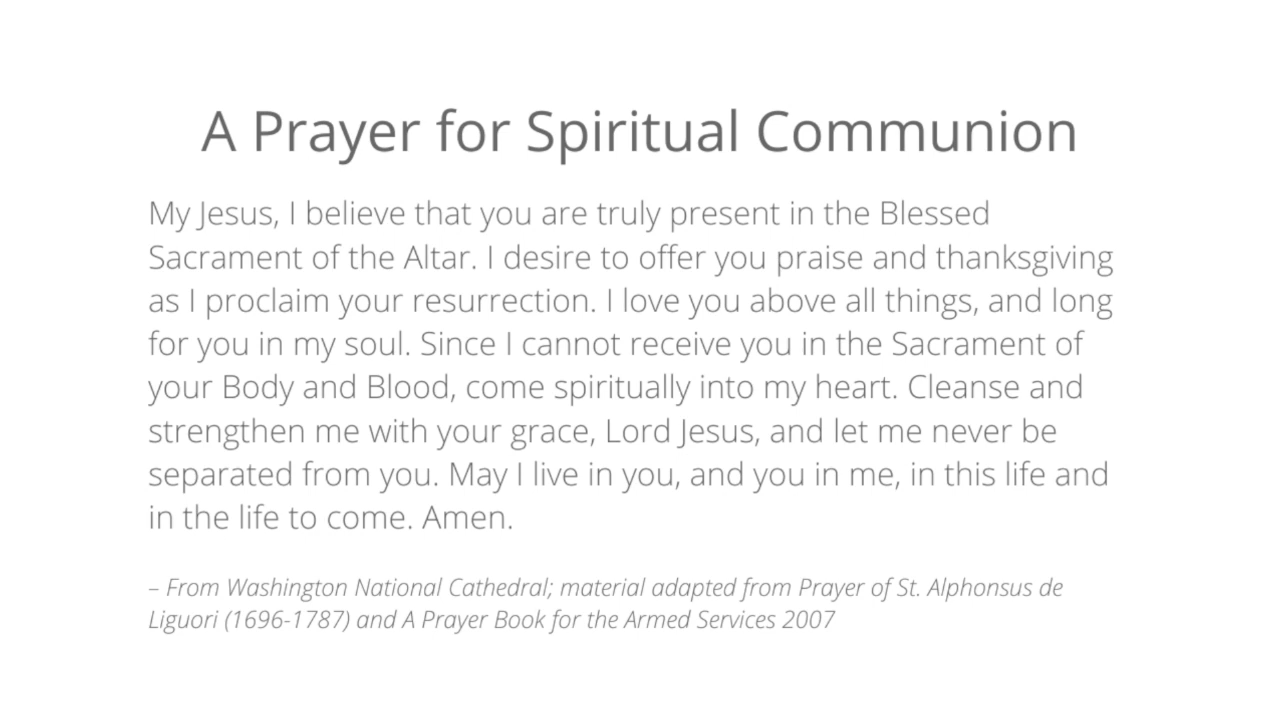 A Prayer for Spiritual Communion
My Jesus, I believe that you are truly present in the Blessed
Sacrament of the Altar. I desire to offer you praise and thanksgiving
as I proclaim your resurrection. I love you above all things, and long
for you in my soul. Since I cannot receive you in the Sacrament of
your Body and Blood, come spiritually into my heart. Cleanse and
strengthen me with your grace, Lord Jesus, and let me never be
separated from you. May I live in you, and you in me, in this life and
in the life to come. Amen.
– From Washington National Cathedral; material adapted from Prayer of St. Alphonsus de
Liguori (1696-1787) and A Prayer Book for the Armed Services 2007